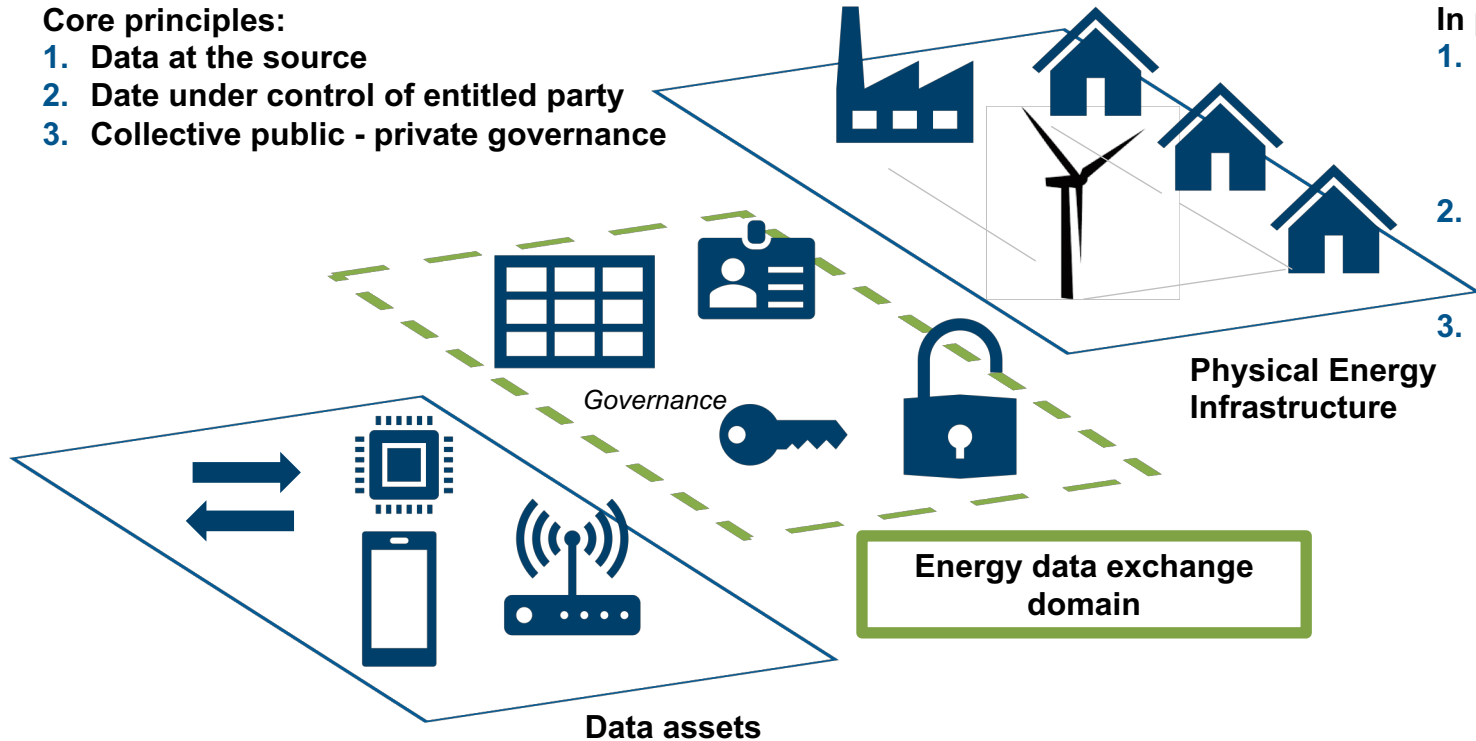 Core principles:
1. Data at the source
2. Date under control of entitled party
3. Collective public - private governance
In
1.
2.
3.
Physical Energy
Infrastructure
Governance
Energy data exchange
domain
Data assets